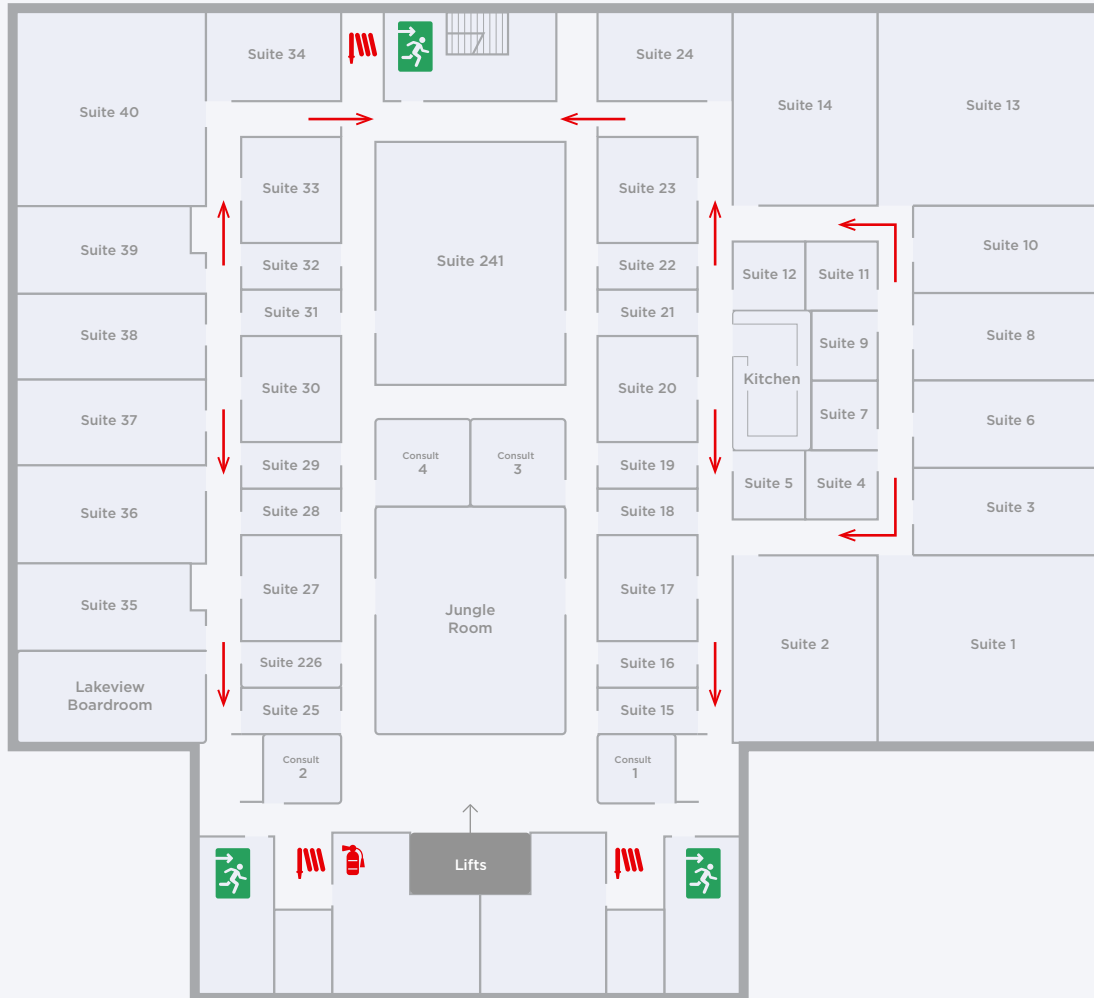 Suite 34
Suite 24
Suite 40
Suite 14
Suite 13
Suite 33
Suite 23
Suite 39
Suite 32
Suite 241
Suite 22
Suite 12
Suite 11
Suite 10
Suite 31
Suite 21
Suite 38
Suite 9
Suite 8
Suite 30
Suite 20
Kitchen
Suite 37
Suite 7
Suite 6
Suite 29
Consult
4
Consult
3
Suite 19
Suite 5
Suite 4
Suite 36
Suite 28
Suite 18
Suite 3
Suite 35
Suite 27
Jungle
Room
Suite 17
Suite 2
Suite 1
Suite 226
Suite 16
Lakeview
Boardroom
Suite 25
Suite 15
Consult
2
Consult
1
Lifts